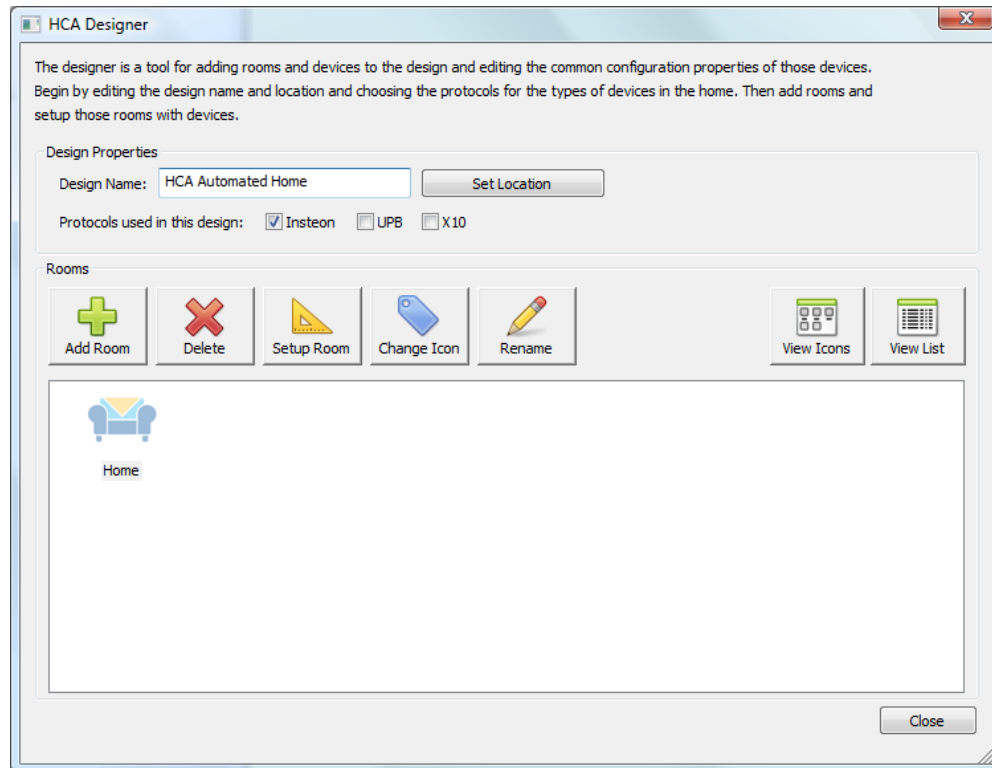 HCA Designer
The designer is a tool for adding rooms and devices to the design and editing the common configuration properties of those devices.
Begin by editing the design name and location and choosing the protocols for the types of devices in the home. Then add rooms and
setup those rooms with devices.
Design Properties
Design Name: HCA Automated Home Set Location
Protocols used in this design: Insteon UPB X10
Rooms
Add Room Delete Setup Room Change Icon Rename View Icons View List
Home
Close